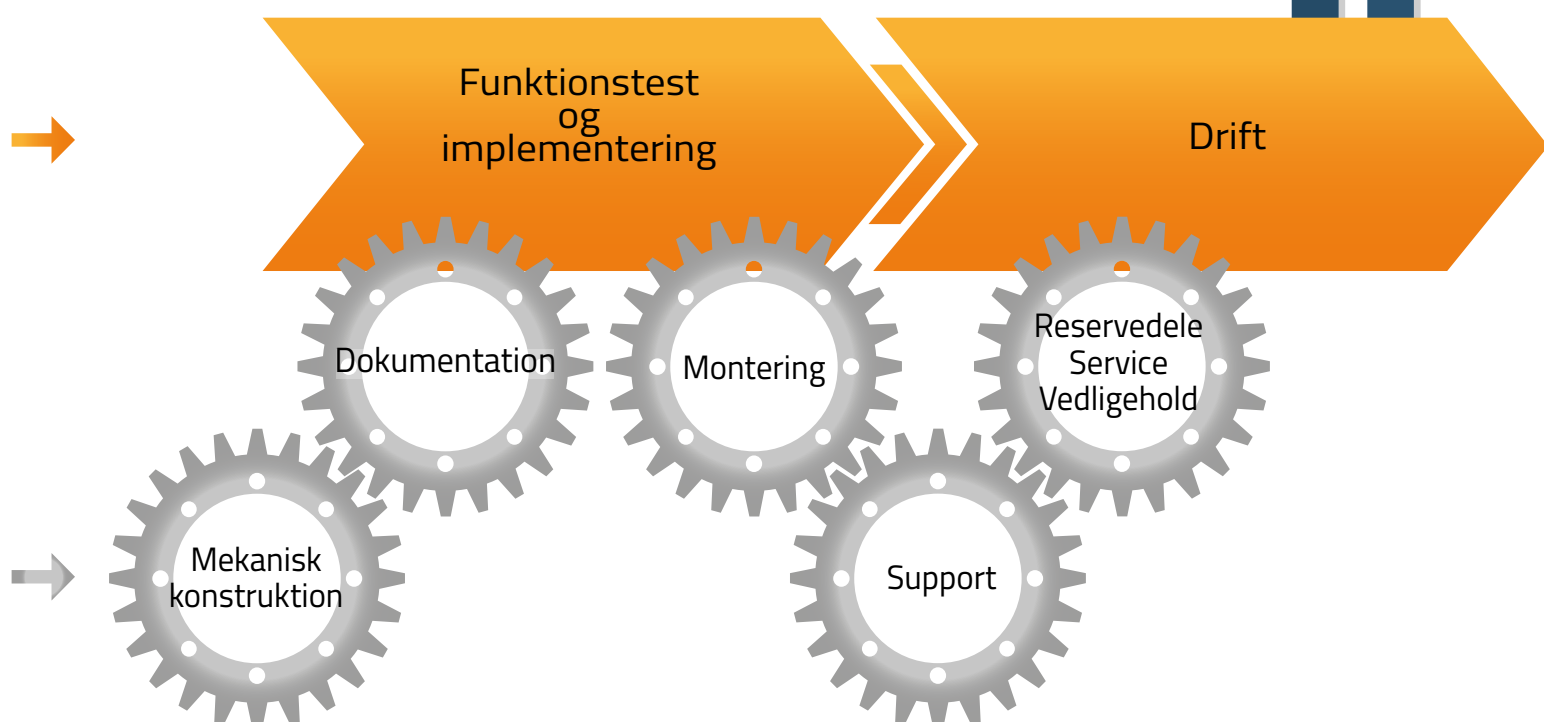 Funktionstest
og
implementering
Drift
Dokumentation
Montering
Reservedele
Service
Vedligehold
Mekanisk
konstruktion
Support